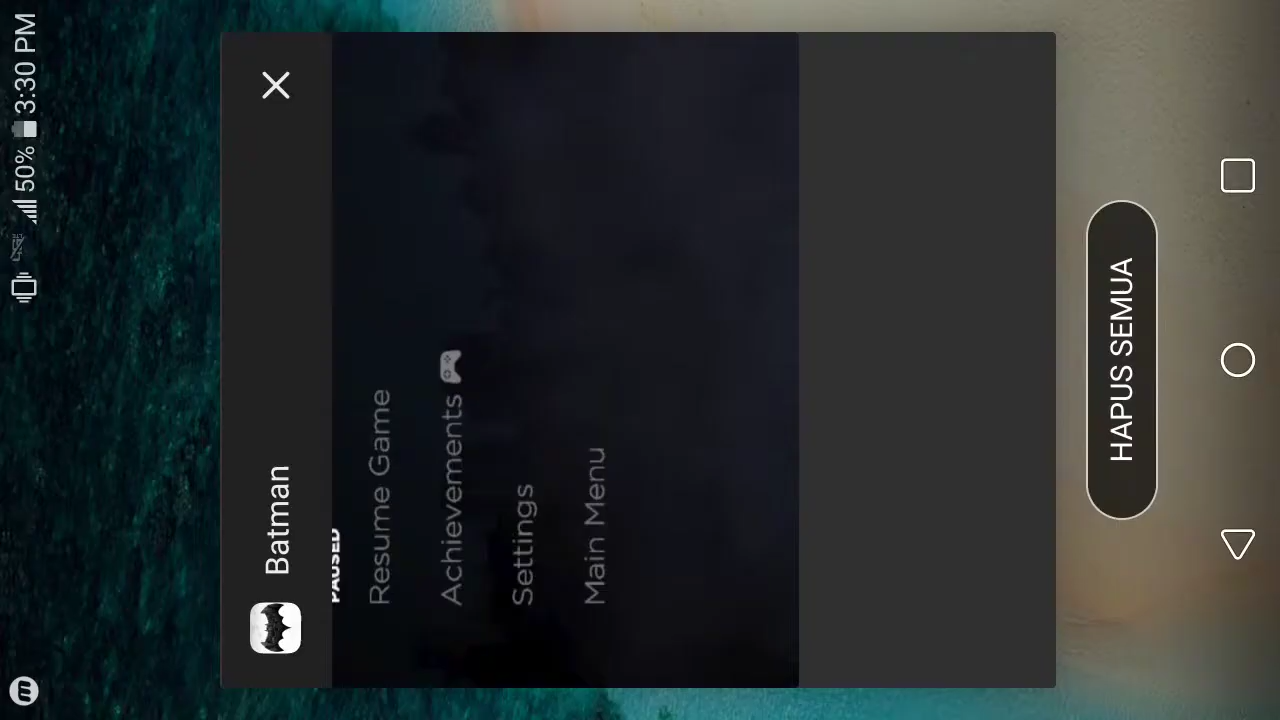 50% 3:30 PM
Batman
PAUSED
Resume Game
Achievements
Settings
Main Menu
HAPUS SEMUA